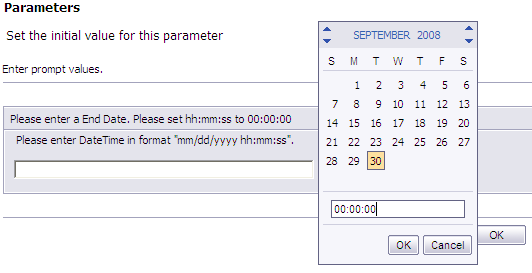 Parameters
Set the initial value for this parameter
Enter prompt values.
Please enter a End Date. Please set hh:mm:ss to 00:00:00
Please enter DateTime in format "mm/dd/yyyy hh:mm:ss".
SEPTEMBER 2008
S M T W T F S
1 2 3 4 5 6
7 8 9 10 11 12 13
14 15 16 17 18 19 20
21 22 23 24 25 26 27
28 29 30
00:00:00
OK Cancel
OK